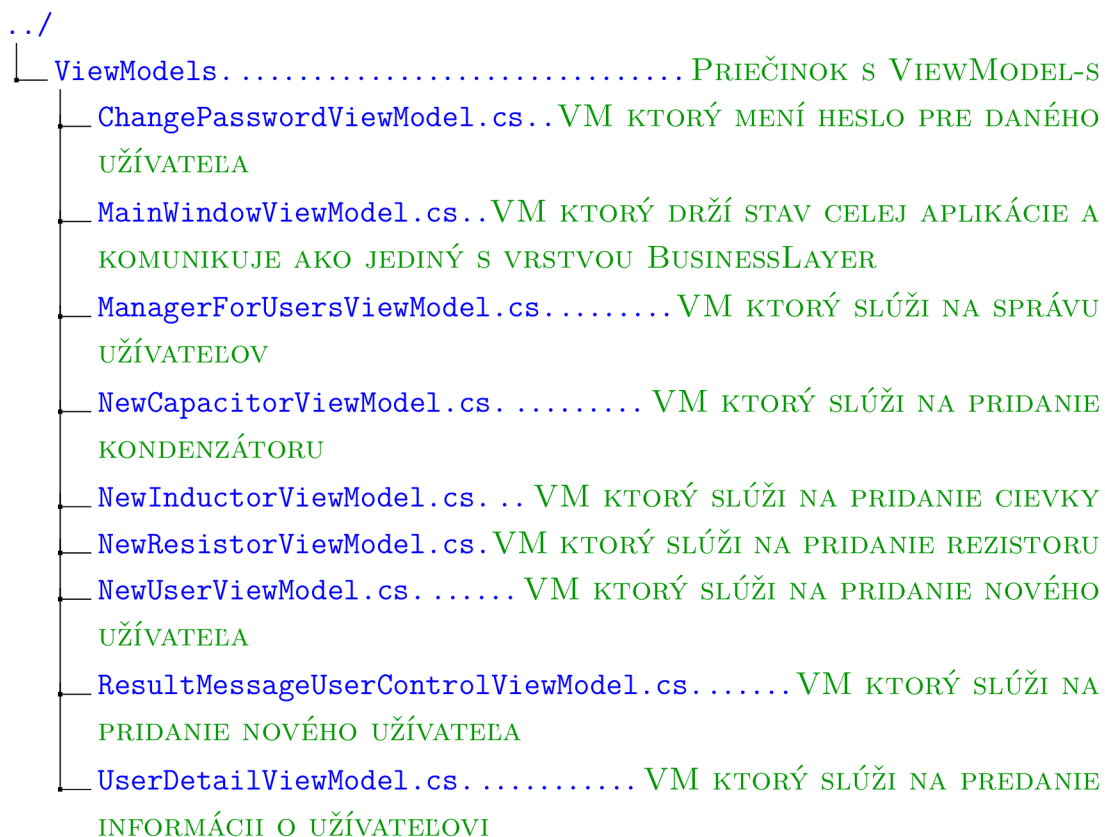 ../
ViewModels. .............................. Priečinok s ViewModel-s
ChangePasswordViewModel.cs..VM ktorý mení heslo pre daného
užívateľa
MainWindowViewModel.cs..VM ktorý drží stav celej aplikácie a
komunikuje ako jediný s vrstvou BusinessLayer
ManagerForUsersViewModel.cs.........VM ktorý slúži na správu
užívateľov
NewCapacitorViewModel.cs. ......... VM ktorý slúži na pridanie
kondenzátoru
NewInductorViewModel.cs. .. VM ktorý slúži na pridanie cievky
NewResistorViewModel.cs.VM ktorý slúži na pridanie rezistoru
NewUserViewModel.cs. ...... VM ktorý slúži na pridanie nového
užívateľa
ResultMessageUserControlViewModel.cs.......VM ktorý slúži na
pridanie nového užívateľa
UserDetailViewModel.cs. ...........VM ktorý slúži na predanie
informácii o užívateľovi